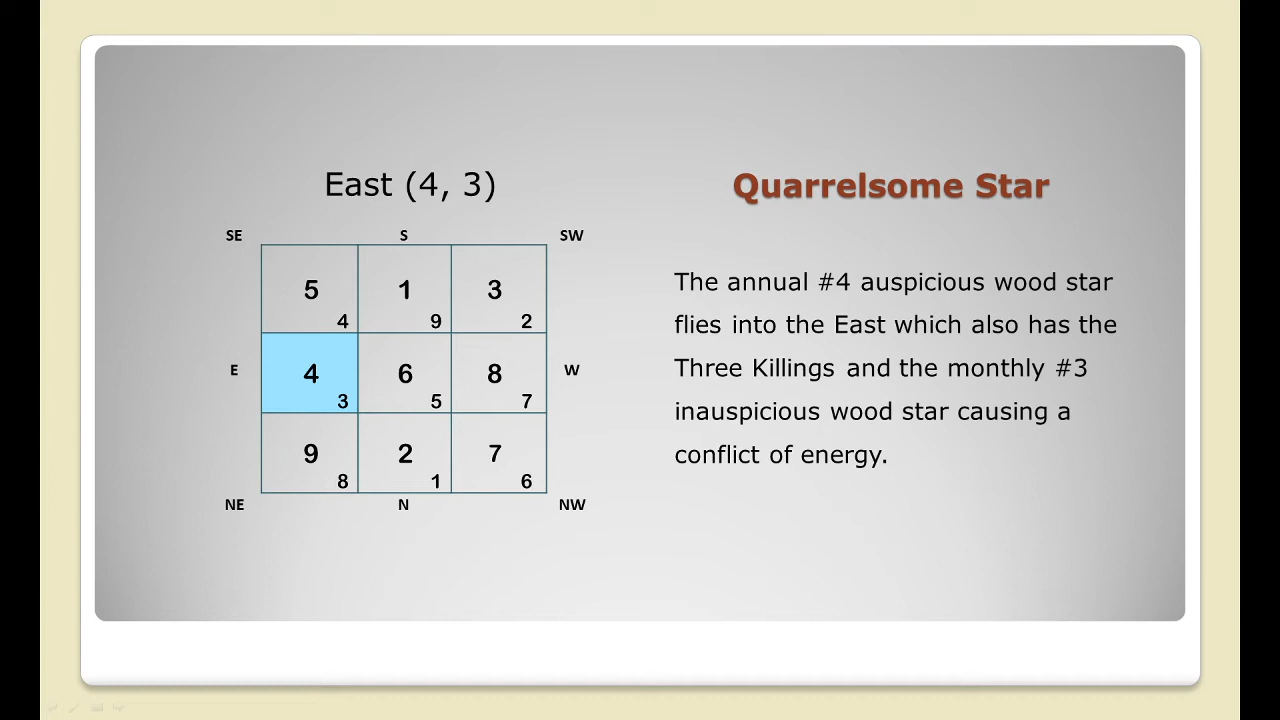 East (4, 3)
Quarrelsome Star
SE S SW
5 1 3
4 9 2
E 4 6 8 W
3 5 7
9 2 7
8 1 6
NE N NW
The annual #4 auspicious wood star
flies into the East which also has the
Three Killings and the monthly #3
inauspicious wood star causing a
conflict of energy.